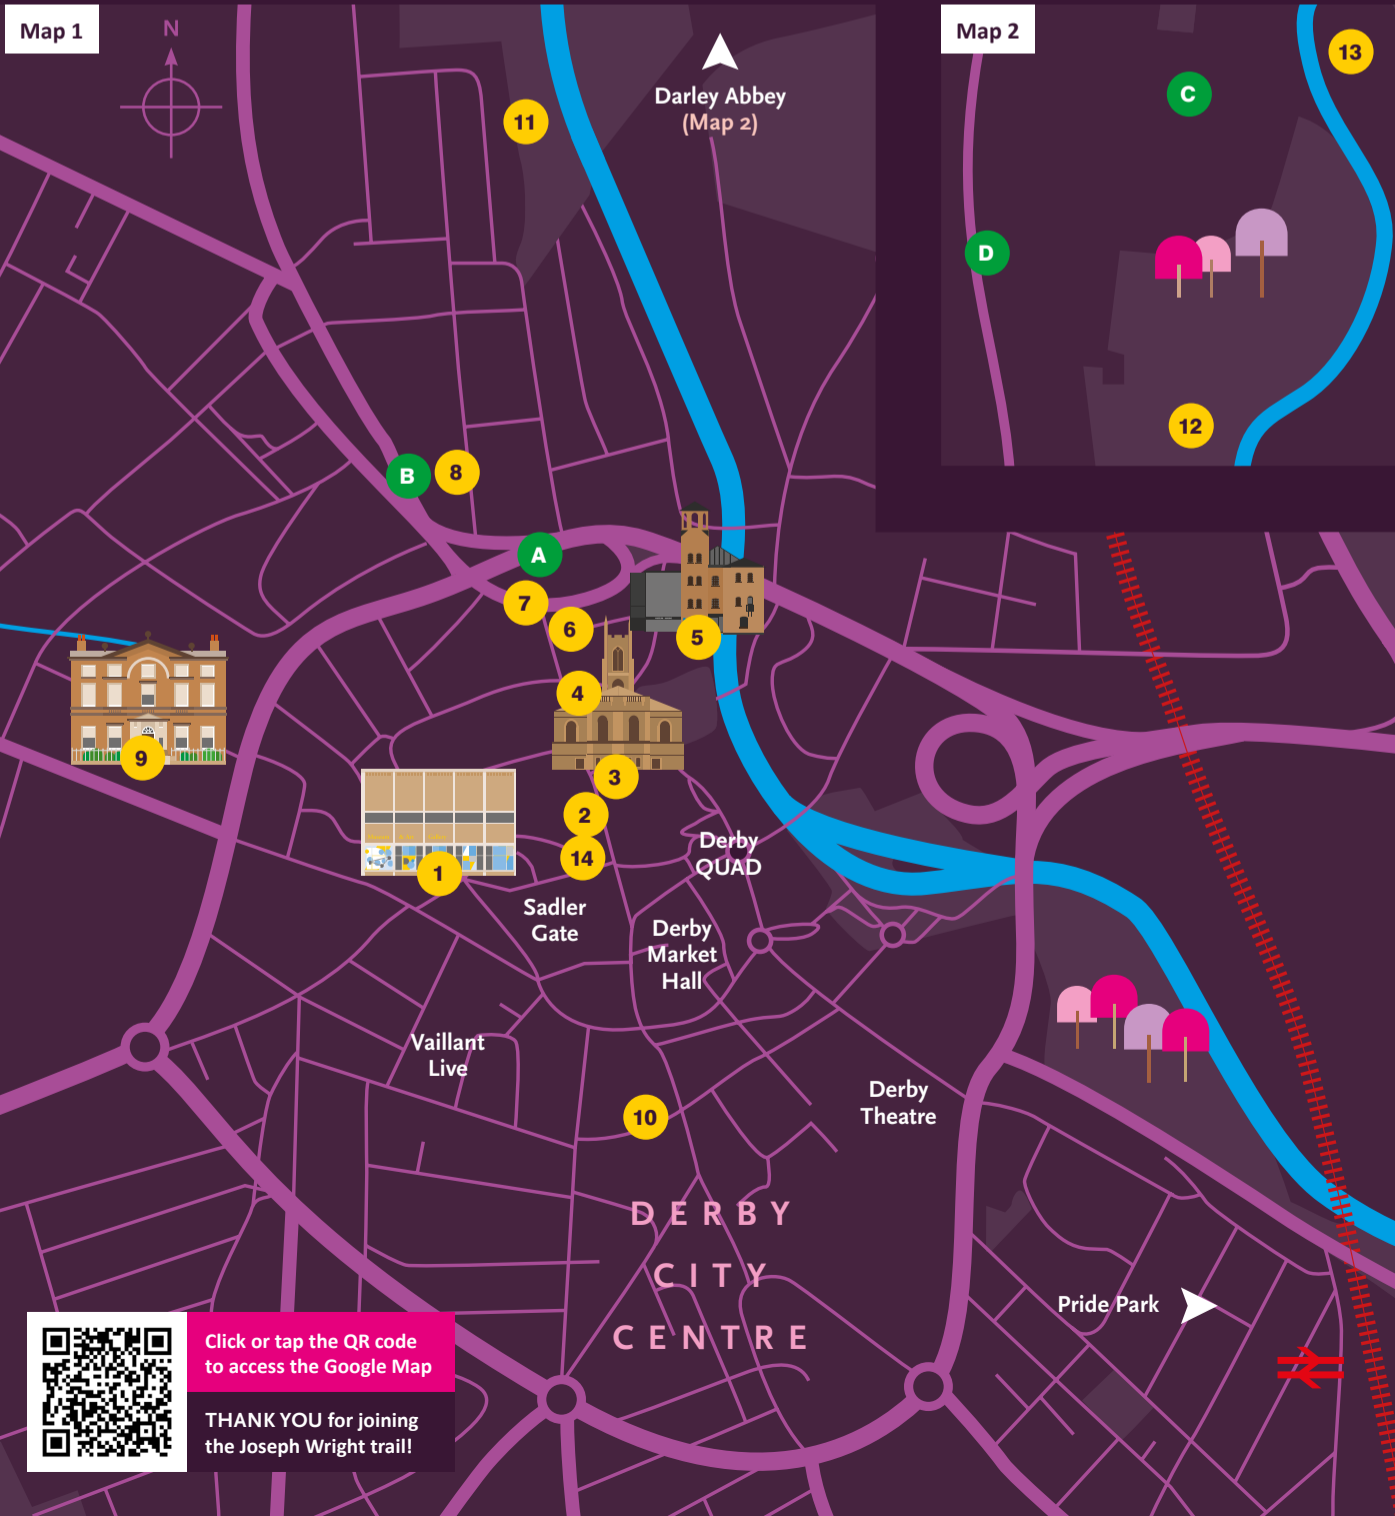 Map 1
N
Darley Abbey
(Map 2)
Map 2
13
C
11
D
12
B
8
A
7
6
5
4
9
3
2
14
1
Derby
QUAD
Sadler
Gate
Derby
Market
Hall
Vaillant
Live
Derby
Theatre
10
DERBY
CITY
CENTRE
Pride Park
Click or tap the QR code
to access the Google Map
THANK YOU for joining
the Joseph Wright trail!